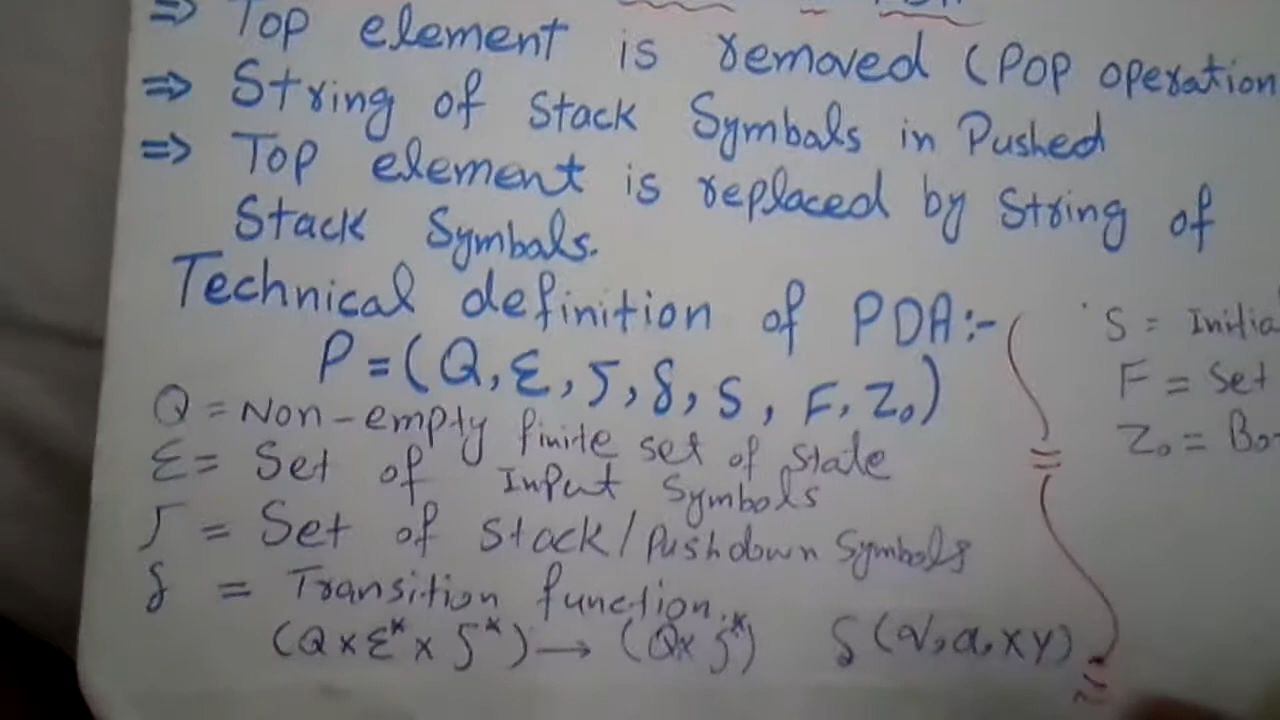 ⇒ Top element is removed (POP operation
⇒ String of Stack Symbals in Pushed
⇒ Top element is replaced by String of
Stack Symbals.
Technical definition of PDA:-
P = (Q, Ɛ, ʃ, δ, S, F, Z₀)
Q = Non-empty finite set of State
Ɛ = Set of Input Symbols
ʃ = Set of Stack/Pushdown Symbols
δ = Transition function.
(Q x Ɛ* x ʃ*) → (Q x ʃ*) δ(q, a, xy)
S = Initia
F = Set
Z₀ = Bo